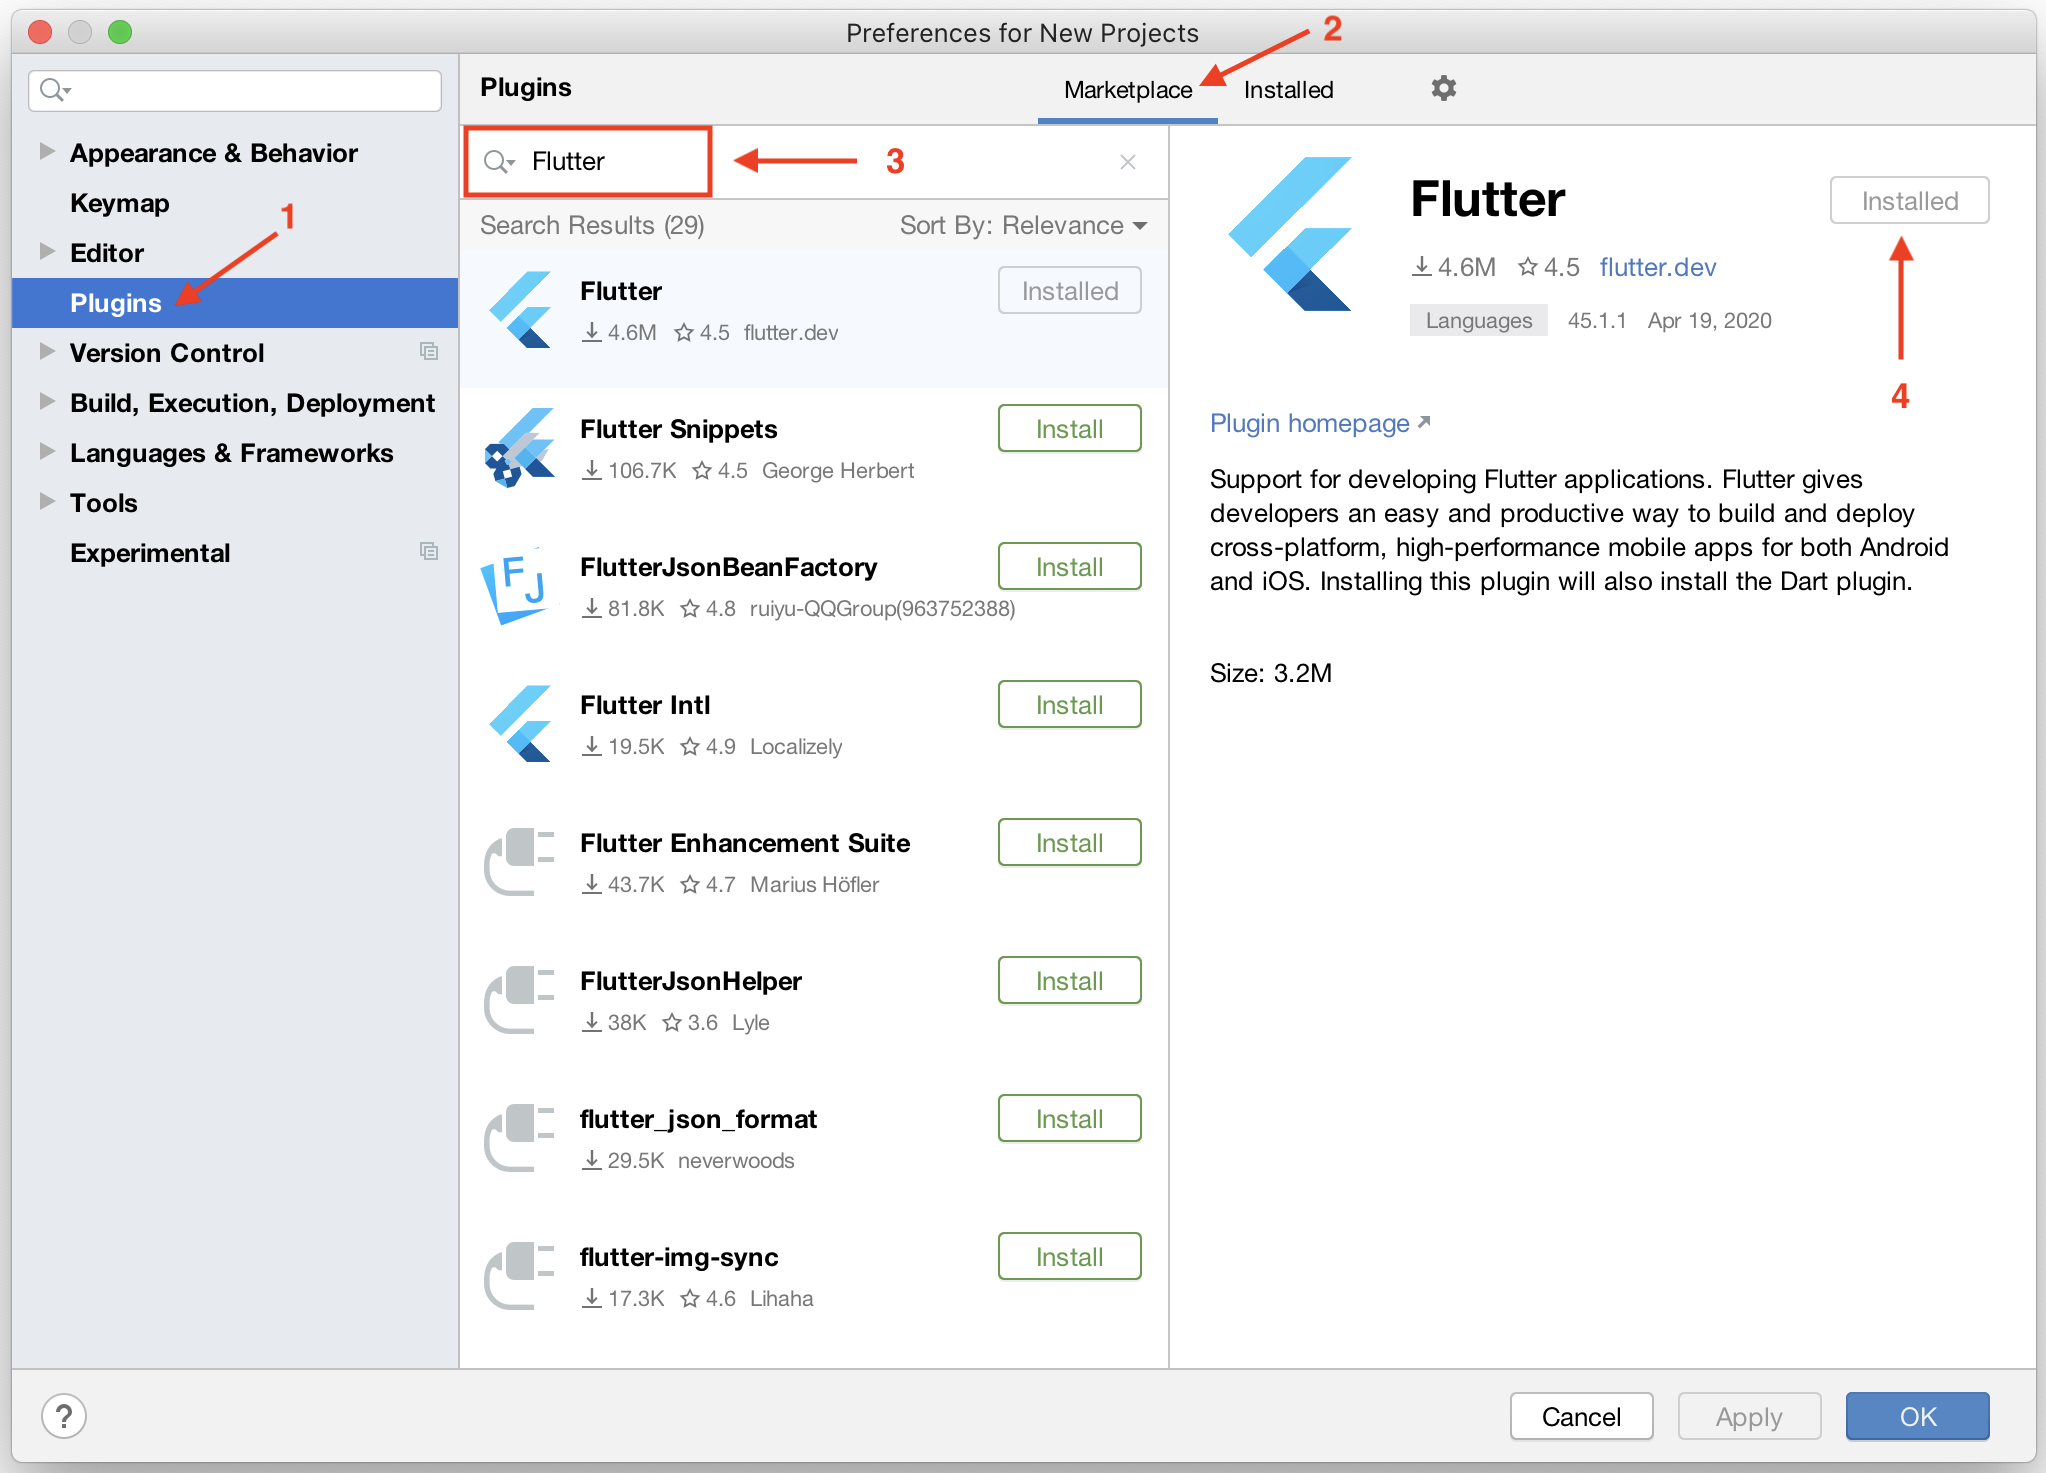 Preferences for New Projects
2
Plugins
Marketplace
Installed
Appearance & Behavior
Keymap
1
Editor
Plugins
Version Control
Build, Execution, Deployment
Languages & Frameworks
Tools
Experimental
Flutter
3
Search Results (29)
Sort By: Relevance
Flutter
Installed
4.6M 4.5 flutter.dev
Flutter Snippets
Install
106.7K 4.5 George Herbert
FlutterJsonBeanFactory
Install
81.8K 4.8 ruiyu-QQGroup(963752388)
Flutter Intl
Install
19.5K 4.9 Localizely
Flutter Enhancement Suite
Install
43.7K 4.7 Marius Höfler
FlutterJsonHelper
Install
38K 3.6 Lyle
flutter_json_format
Install
29.5K neverwoods
flutter-img-sync
Install
17.3K 4.6 Lihaha
Flutter
Installed
4.6M 4.5 flutter.dev
Languages 45.1.1 Apr 19, 2020
4
Plugin homepage
Support for developing Flutter applications. Flutter gives
developers an easy and productive way to build and deploy
cross-platform, high-performance mobile apps for both Android
and iOS. Installing this plugin will also install the Dart plugin.
Size: 3.2M
?
Cancel
Apply
OK